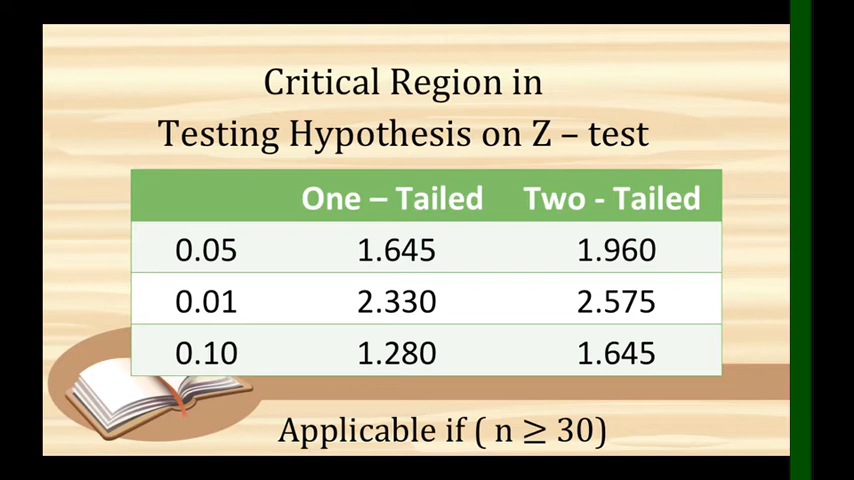 Critical Region in
Testing Hypothesis on Z – test
One – Tailed Two - Tailed
0.05 1.645 1.960
0.01 2.330 2.575
0.10 1.280 1.645
Applicable if ( n ≥ 30)